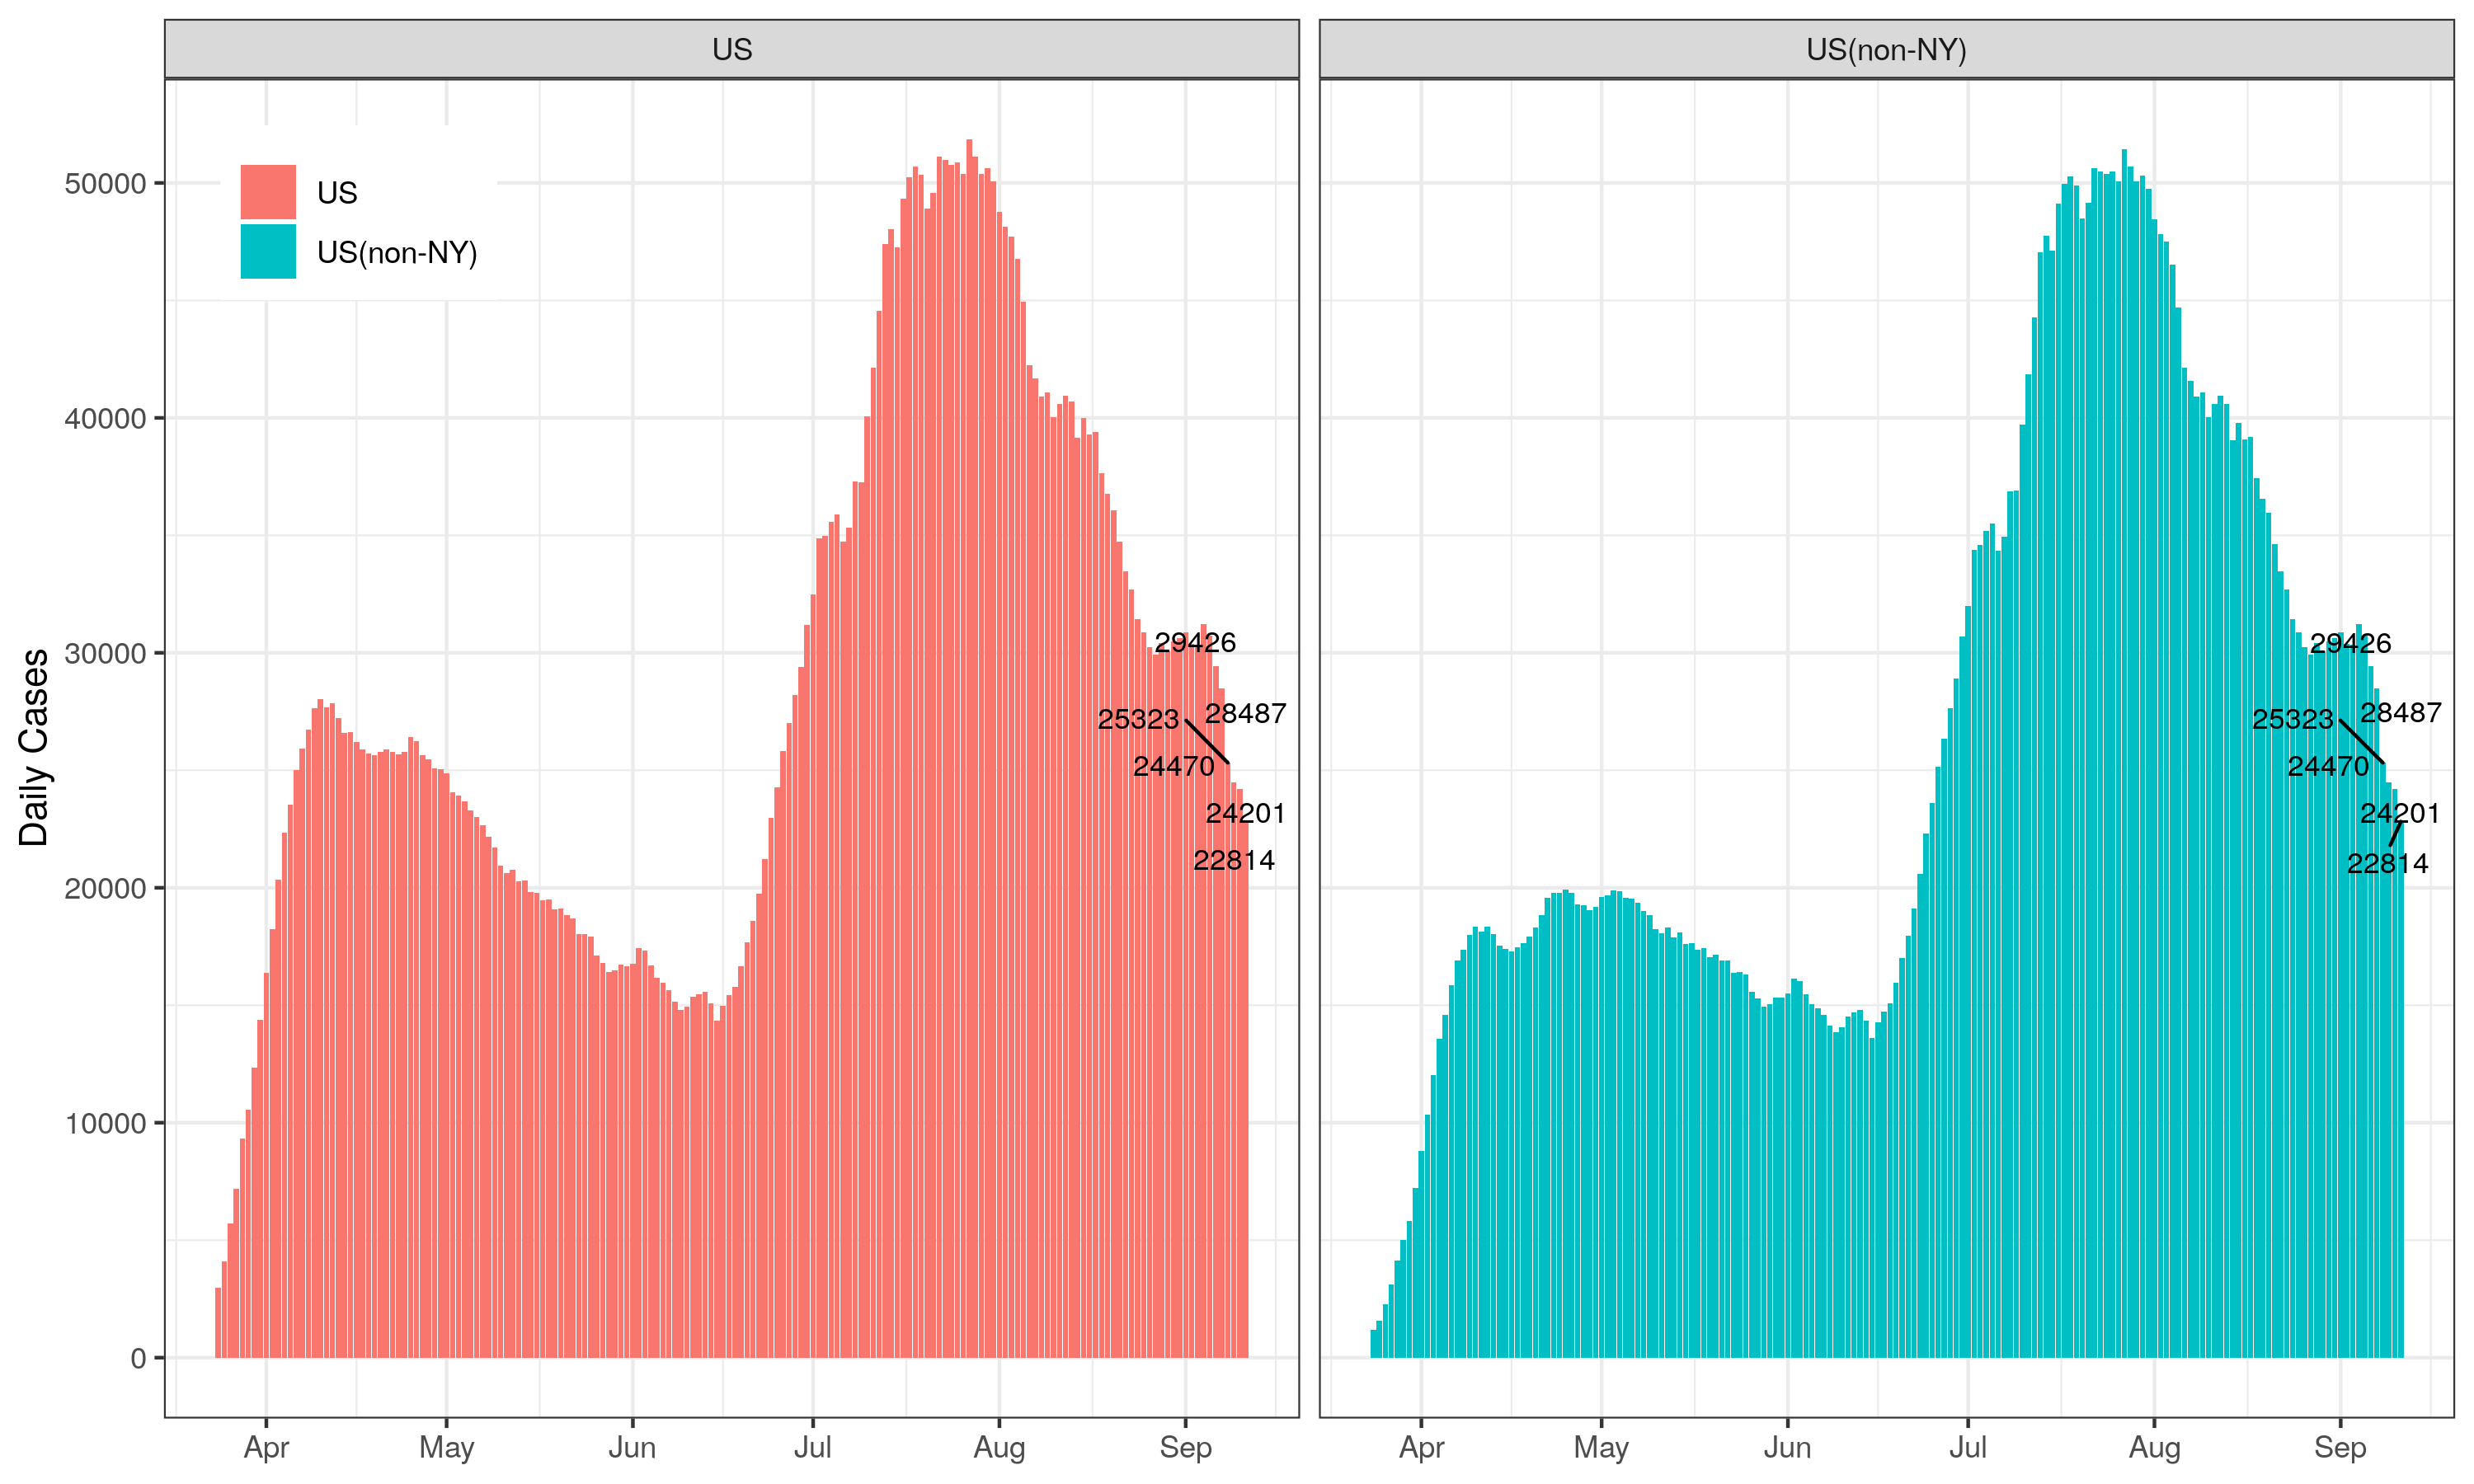 US
US(non-NY)
US
US(non-NY)
Daily Cases
50000
40000
30000
20000
10000
0
29426
28487
25323
24470
24201
22814
29426
28487
25323
24470
24201
22814
Apr May Jun Jul Aug Sep
Apr May Jun Jul Aug Sep